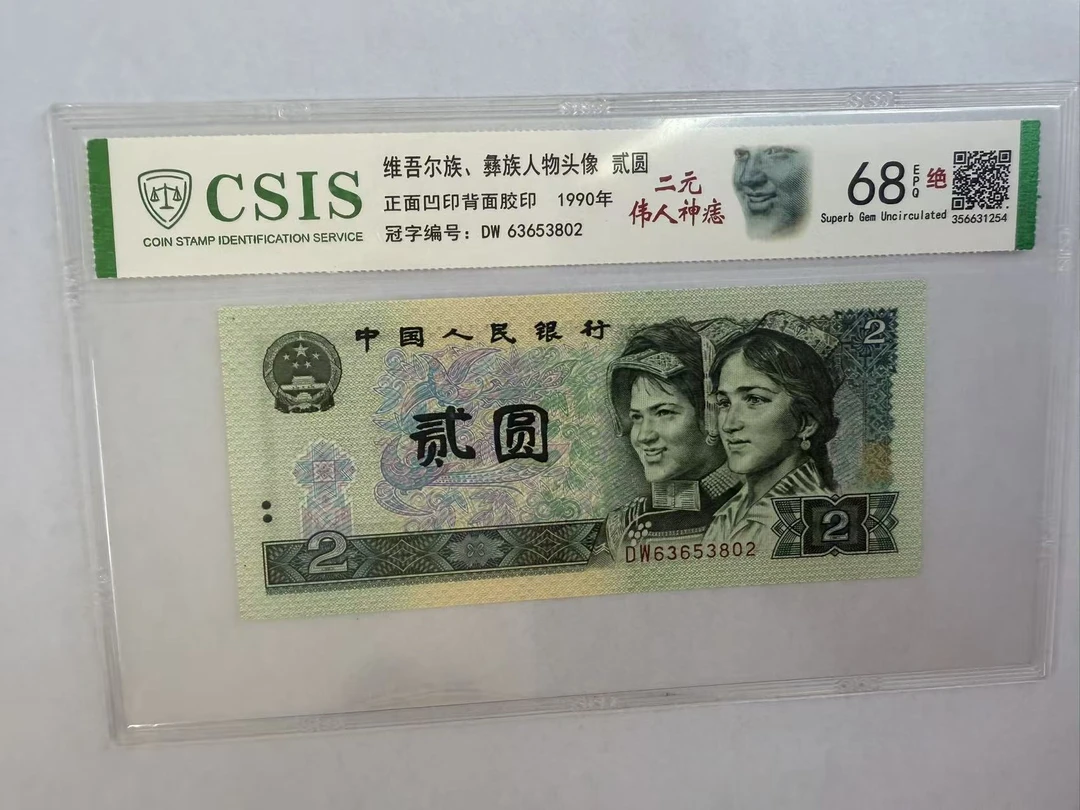 CSIS
COIN STAMP IDENTIFICATION SERVICE
维吾尔族、彝族人物头像 贰圆
正面凹印背面胶印 1990年
冠字编号：DW 63653802
二元
伟人神痣
68 EPQ 绝
Superb Gem Uncirculated
356631254
中国人民银行
贰圆
2
2
2
DW63653802